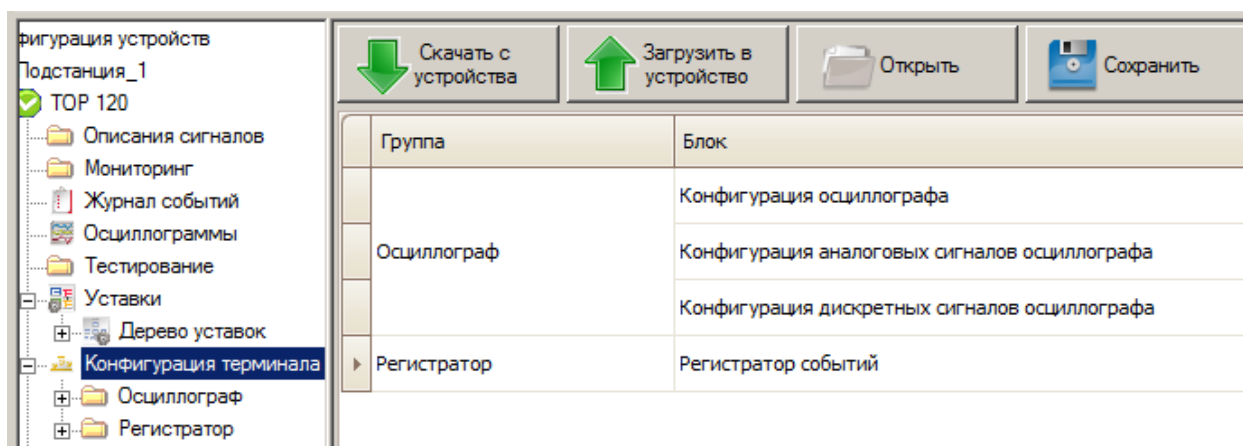 фигурация устройств
Подстанция_1
ТОР 120
Описания сигналов
Мониторинг
Журнал событий
Осциллограммы
Тестирование
Уставки
Дерево уставок
Конфигурация терминала
Осциллограф
Регистратор
Скачать с
устройства
Загрузить в
устройство
Открыть
Сохранить
Группа
Блок
Осциллограф
Конфигурация осциллографа
Конфигурация аналоговых сигналов осциллографа
Конфигурация дискретных сигналов осциллографа
Регистратор
Регистратор событий